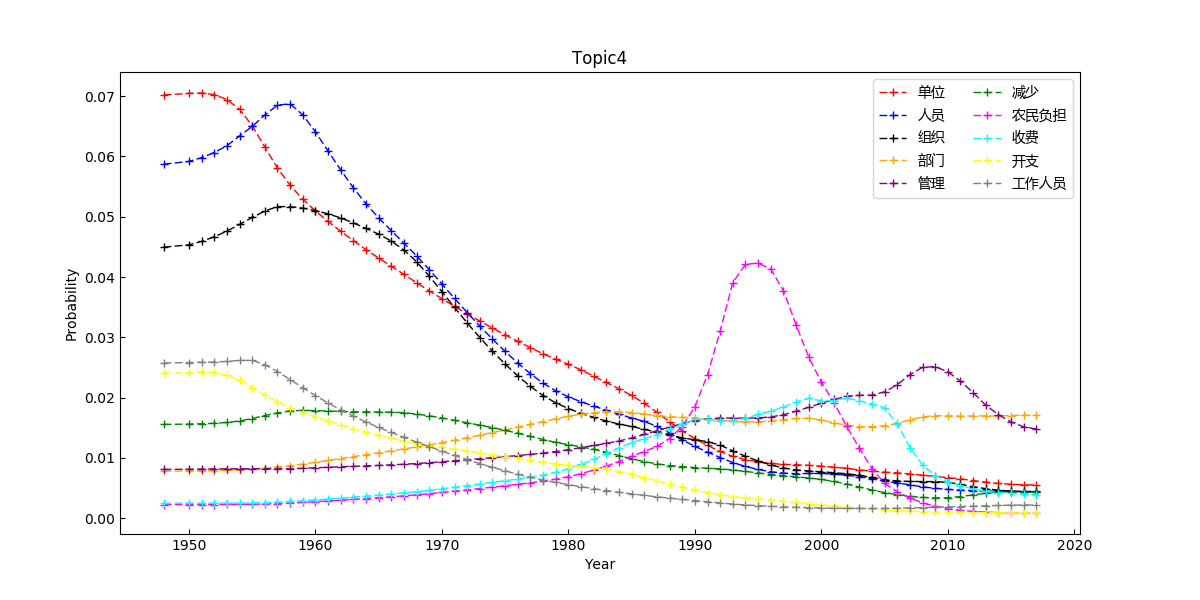 Topic4
0.07
0.06
0.05
0.04
0.03
0.02
0.01
0.00
Probability
1950 1960 1970 1980 1990 2000 2010 2020
Year
单位
人员
组织
部门
管理
减少
农民负担
收费
开支
工作人员